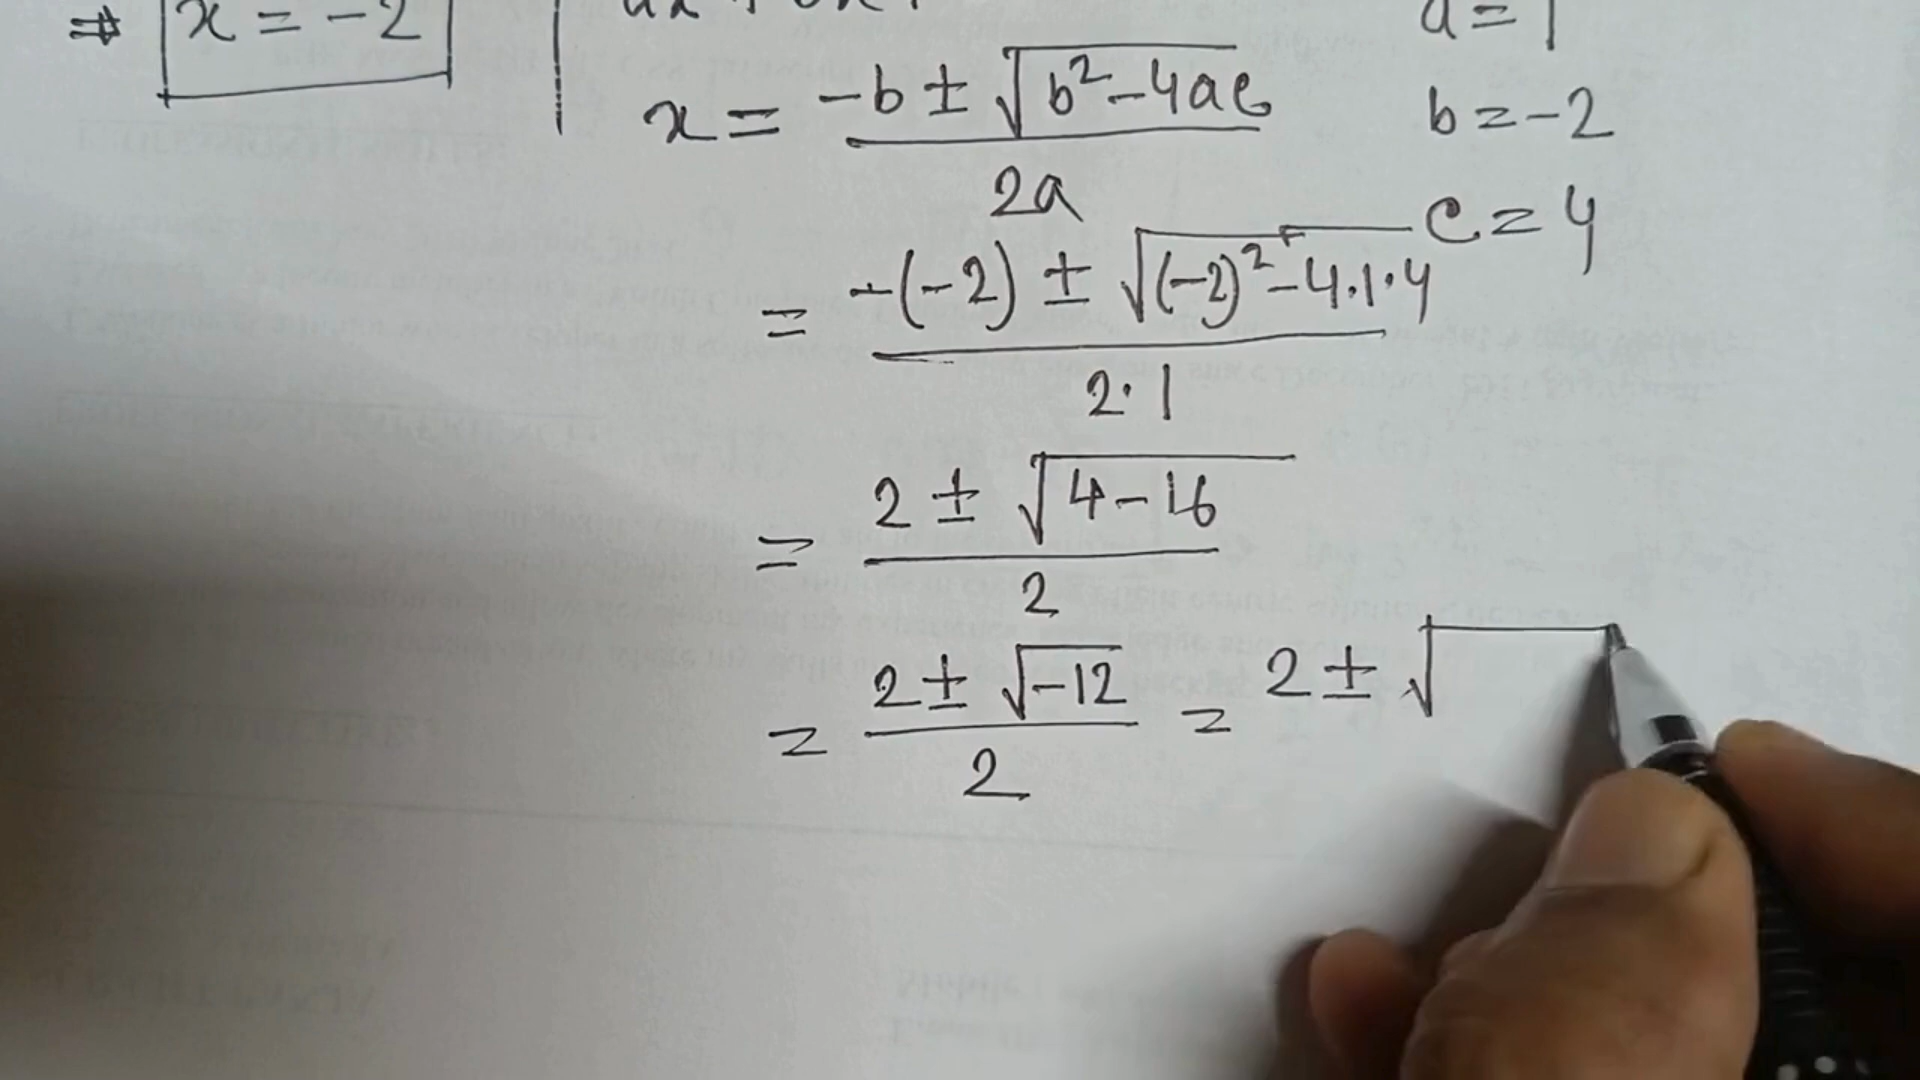 ⇒ x = -2
a = 1
x = (-b ± √(b² - 4ac)) / 2a
b = -2
c = 4
= (-(-2) ± √((-2)² - 4·1·4)) / 2·1
= (2 ± √(4 - 16)) / 2
= (2 ± √(-12)) / 2 = 2 ± √